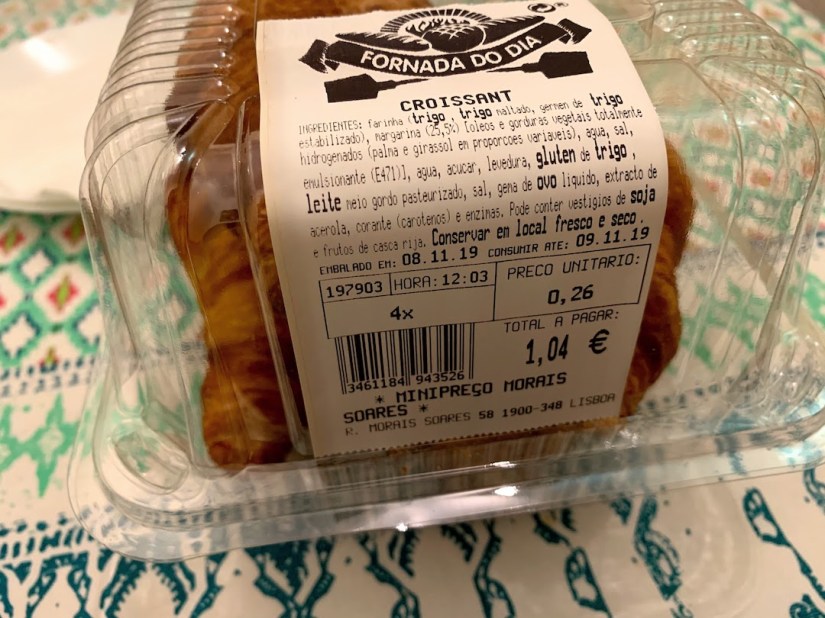 FORNADA DO DIA
CROISSANT
INGREDIENTES: farinha (trigo, trigo maltado, germen de trigo
estabilizado), margarina (25,5%) [oleos e gorduras vegetais totalmente
hidrogenados (palma e girassol em proporcoes variaveis), agua, sal,
emulsionante (E471)], agua, acucar, levedura, gluten de trigo,
leite meio gordo pasteurizado, sal, gema de ovo liquido, extracto de
acerola, corante (carotenos) e enzimas. Pode conter vestigios de soja
e frutos de casca rija. Conservar em local fresco e seco.
EMBALADO EM: 08.11.19 CONSUMIR ATE: 09.11.19
197903 HORA: 12:03 PRECO UNITARIO:
4x 0,26
TOTAL A PAGAR:
1,04 €
3461184 943526
* MINIPREÇO MORAIS
SOARES *
R. MORAIS SOARES 58 1900-348 LISBOA